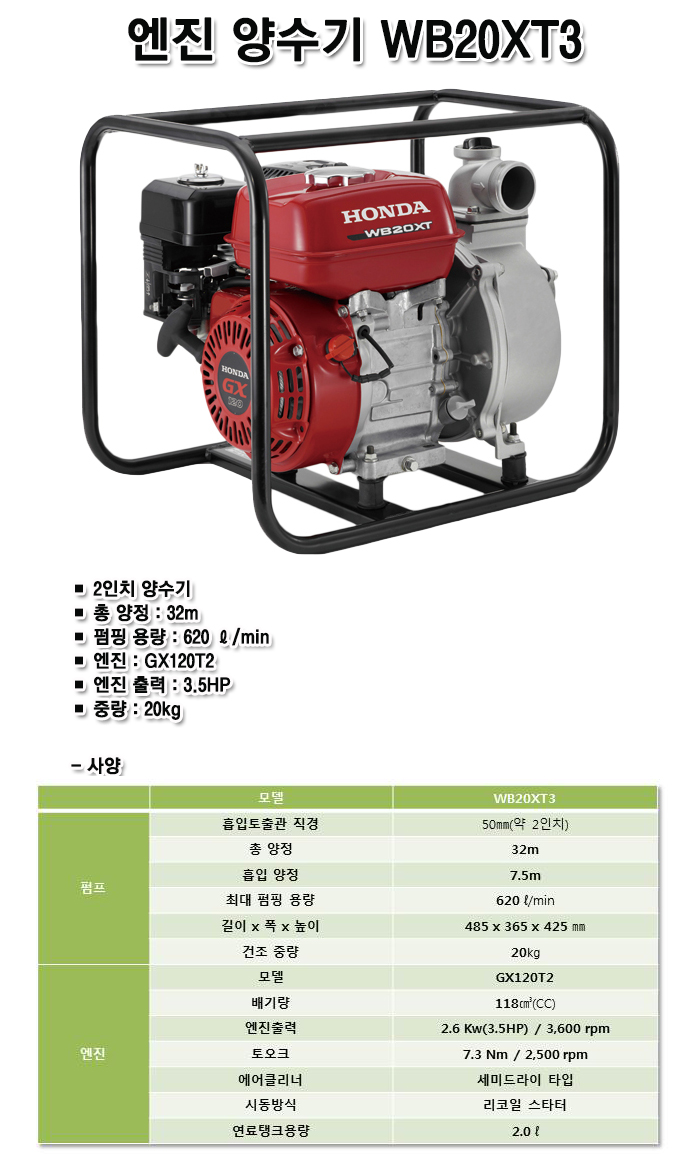 엔진 양수기 WB20XT3
HONDA
WB20XT
HONDA
GX
120
■ 2인치 양수기
■ 총 양정 : 32m
■ 펌핑 용량 : 620 ℓ/min
■ 엔진 : GX120T2
■ 엔진 출력 : 3.5HP
■ 중량 : 20kg
- 사양
모델 WB20XT3
펌프
흡입토출관 직경 50㎜(약 2인치)
총 양정 32m
흡입 양정 7.5m
최대 펌핑 용량 620 ℓ/min
길이 x 폭 x 높이 485 x 365 x 425 ㎜
건조 중량 20kg
엔진
모델 GX120T2
배기량 118㎤(CC)
엔진출력 2.6 Kw(3.5HP) / 3,600 rpm
토오크 7.3 Nm / 2,500 rpm
에어클리너 세미드라이 타입
시동방식 리코일 스타터
연료탱크용량 2.0 ℓ